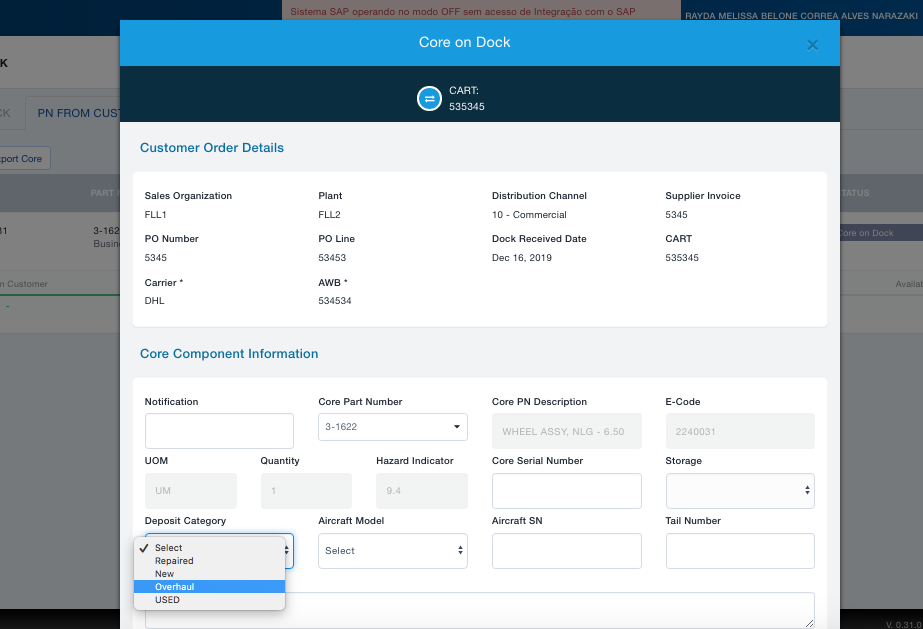 Sistema SAP operando no modo OFF sem acesso de Integração com o SAP
RAYDA MELISSA BELONE CORREA ALVES NARAZAKI
Core on Dock
×
K
CART:
535345
CK
PN FROM CUST
Customer Order Details
xport Core
PART
TATUS
Sales Organization
Plant
Distribution Channel
Supplier Invoice
FLL1
FLL2
10 - Commercial
5345
31
3-162
Core on Dock
PO Number
PO Line
Dock Received Date
CART
Busin
5345
53453
Dec 16, 2019
535345
Carrier *
AWB *
n Customer
Availa
DHL
534534
-
Core Component Information
Notification
Core Part Number
Core PN Description
E-Code
3-1622
WHEEL ASSY, NLG - 6.50
2240031
UOM
Quantity
Hazard Indicator
Core Serial Number
Storage
UM
1
9.4
Deposit Category
Aircraft Model
Aircraft SN
Tail Number
✓ Select
Select
Repaired
New
Overhaul
USED
V. 0.31.0